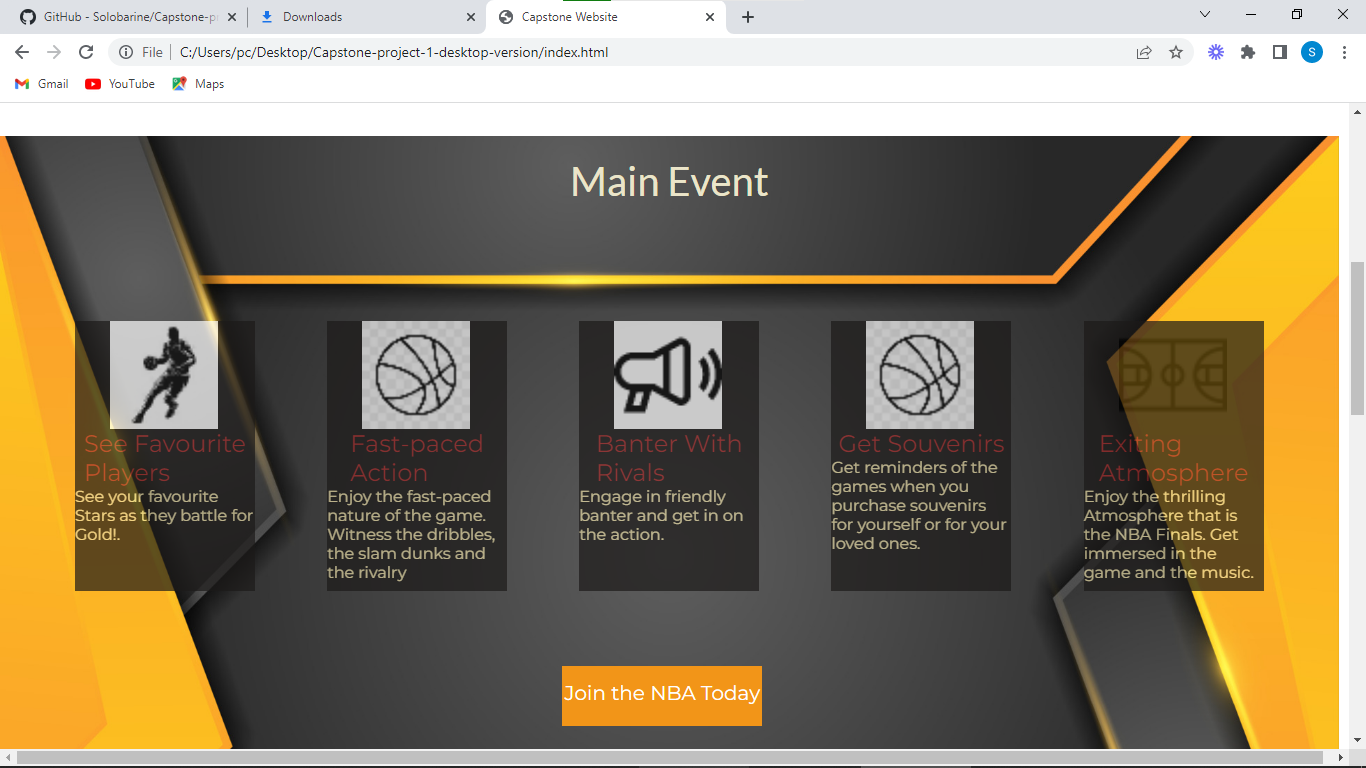 GitHub - Solobarine/Capstone-pr
Downloads
Capstone Website
File
C:/Users/pc/Desktop/Capstone-project-1-desktop-version/index.html
S
Gmail
YouTube
Maps
Main Event
See Favourite
Players
See your favourite
Stars as they battle for
Gold!.
Fast-paced
Action
Enjoy the fast-paced
nature of the game.
Witness the dribbles,
the slam dunks and
the rivalry
Banter With
Rivals
Engage in friendly
banter and get in on
the action.
Get Souvenirs
Get reminders of the
games when you
purchase souvenirs
for yourself or for your
loved ones.
Exiting
Atmosphere
Enjoy the thrilling
Atmosphere that is
the NBA Finals. Get
immersed in the
game and the music.
Join the NBA Today